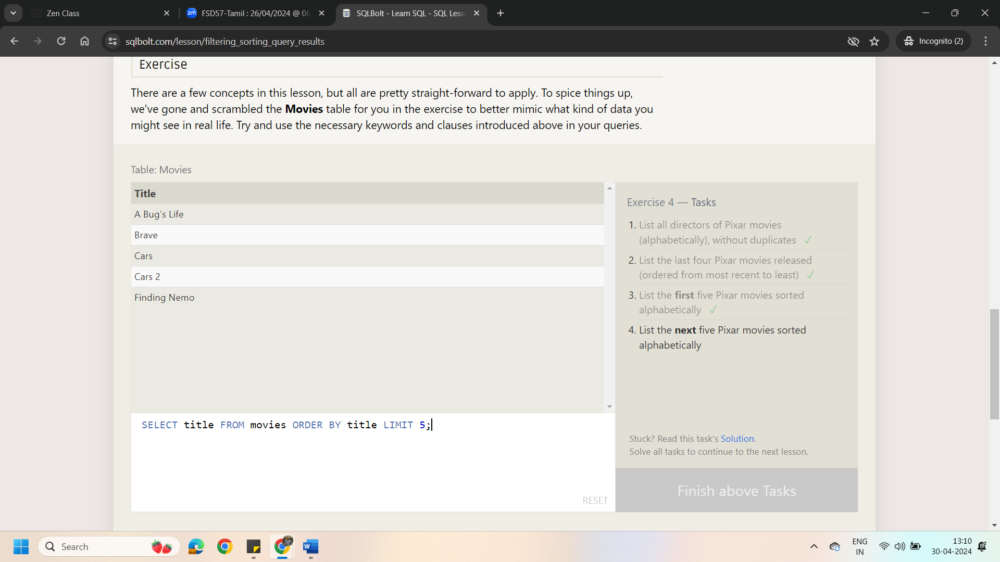 Zen Class
zm FSD57-Tamil : 26/04/2024 @ 06
SQLBolt - Learn SQL - SQL Less
sqlbolt.com/lesson/filtering_sorting_query_results
Incognito (2)
Exercise
There are a few concepts in this lesson, but all are pretty straight-forward to apply. To spice things up,
we've gone and scrambled the Movies table for you in the exercise to better mimic what kind of data you
might see in real life. Try and use the necessary keywords and clauses introduced above in your queries.
Table: Movies
Title
A Bug's Life
Brave
Cars
Cars 2
Finding Nemo
SELECT title FROM movies ORDER BY title LIMIT 5;
RESET
Exercise 4 — Tasks
1. List all directors of Pixar movies
(alphabetically), without duplicates ✓
2. List the last four Pixar movies released
(ordered from most recent to least) ✓
3. List the first five Pixar movies sorted
alphabetically ✓
4. List the next five Pixar movies sorted
alphabetically
Stuck? Read this task's Solution.
Solve all tasks to continue to the next lesson.
Finish above Tasks
Search
W
ENG
IN
13:10
30-04-2024